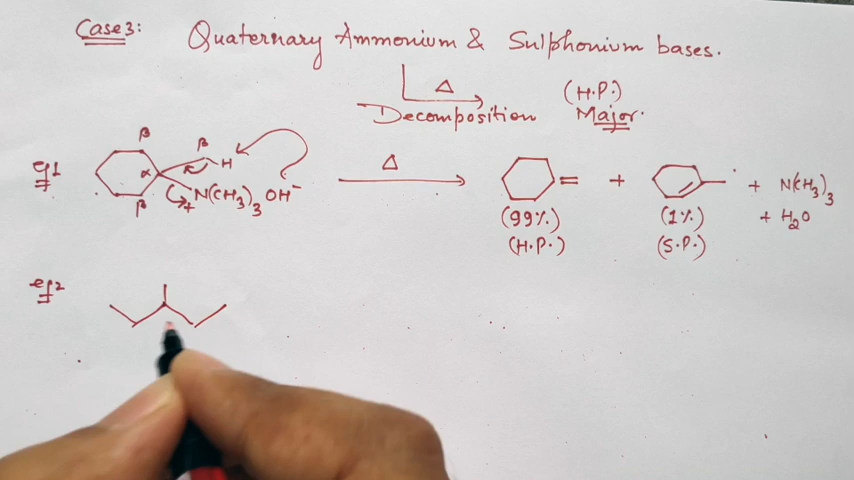 Case 3: Quaternary Ammonium & Sulphonium bases.
Δ
Decomposition
(H.P.)
Major.
eg1
β
α
β
H
β
+N(CH3)3 OH-
Δ
=
+
+ N(CH3)3
+ H2O
(99%)
(H.P.)
(1%)
(S.P.)
eg2